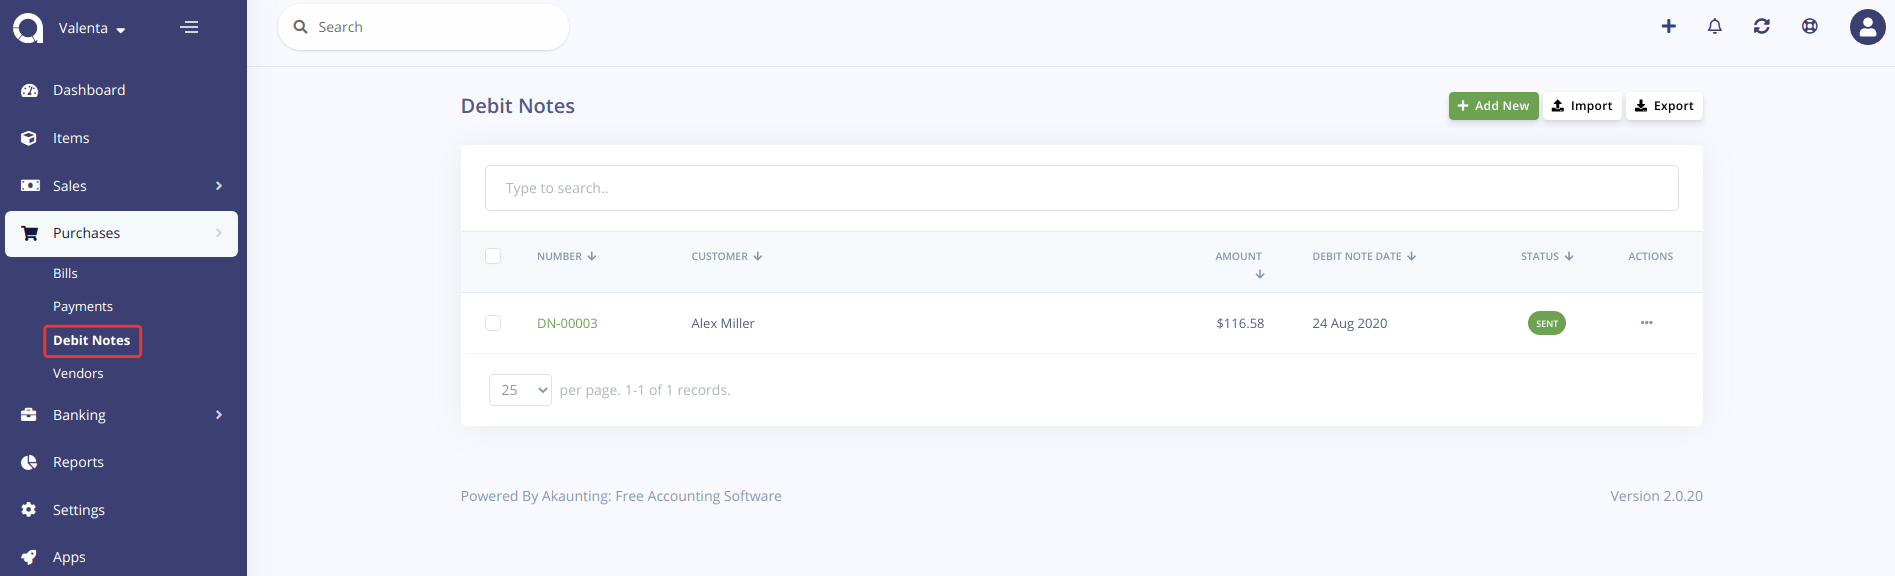 Valenta
Search
Dashboard
Items
Sales
Purchases
Bills
Payments
Debit Notes
Vendors
Banking
Reports
Settings
Apps
Debit Notes
Add New
Import
Export
Type to search..
NUMBER
CUSTOMER
AMOUNT
DEBIT NOTE DATE
STATUS
ACTIONS
DN-00003
Alex Miller
$116.58
24 Aug 2020
SENT
25
per page. 1-1 of 1 records.
Powered By Akaunting: Free Accounting Software
Version 2.0.20